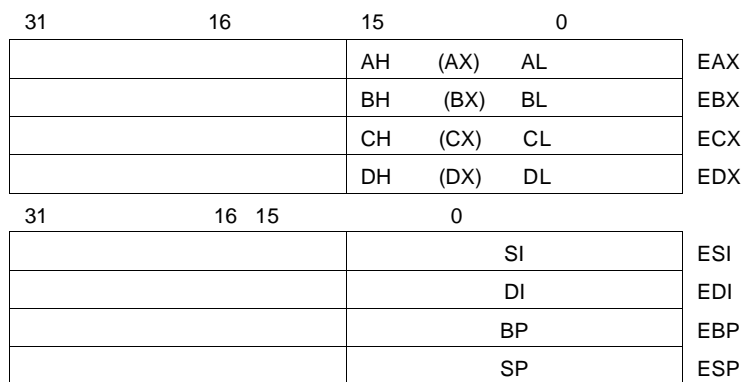 31 16 15 0
AH (AX) AL EAX
BH (BX) BL EBX
CH (CX) CL ECX
DH (DX) DL EDX
31 16 15 0
SI ESI
DI EDI
BP EBP
SP ESP